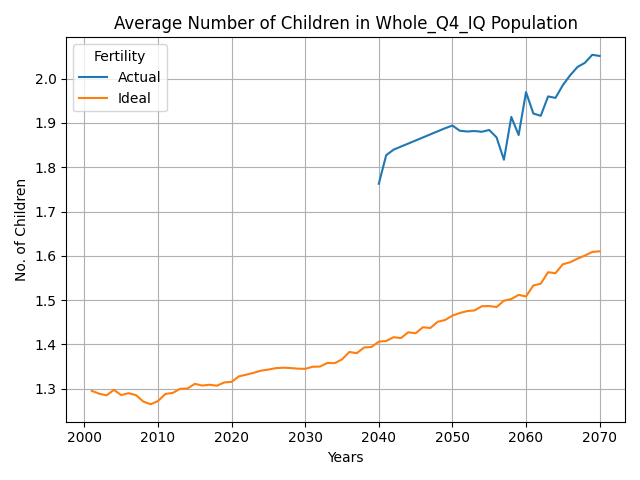 Average Number of Children in Whole_Q4_IQ Population
Fertility
Actual
Ideal
No. of Children
2.0
1.9
1.8
1.7
1.6
1.5
1.4
1.3
2000 2010 2020 2030 2040 2050 2060 2070
Years